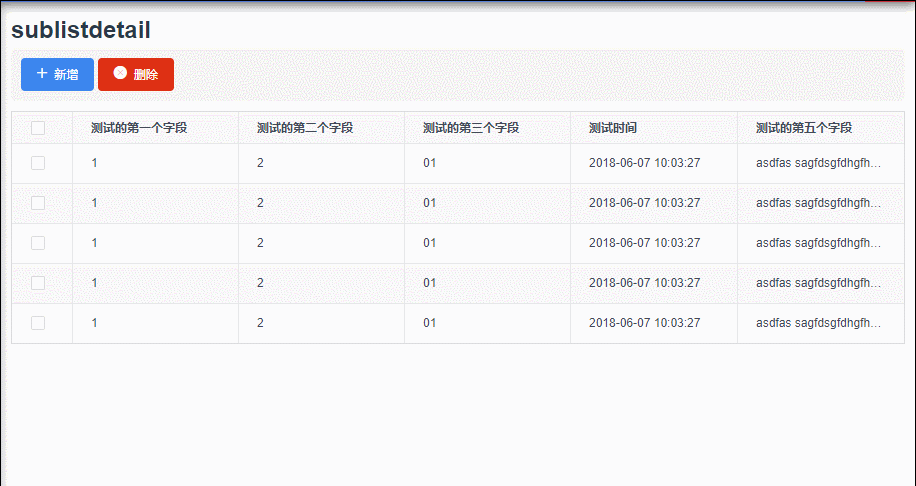 sublistdetail
新增 删除
测试的第一个字段 测试的第二个字段 测试的第三个字段 测试时间 测试的第五个字段
1 2 01 2018-06-07 10:03:27 asdfas sagfdsgfdhgfh...
1 2 01 2018-06-07 10:03:27 asdfas sagfdsgfdhgfh...
1 2 01 2018-06-07 10:03:27 asdfas sagfdsgfdhgfh...
1 2 01 2018-06-07 10:03:27 asdfas sagfdsgfdhgfh...
1 2 01 2018-06-07 10:03:27 asdfas sagfdsgfdhgfh...